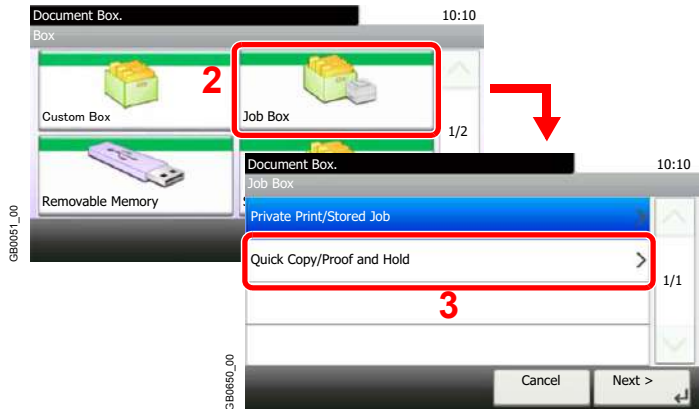 Document Box.
10:10
Box
2
Custom Box
Job Box
1/2
Removable Memory
S
GB0051_00
Document Box.
10:10
Job Box
Private Print/Stored Job
Quick Copy/Proof and Hold
1/1
3
Cancel
Next >
GB0650_00